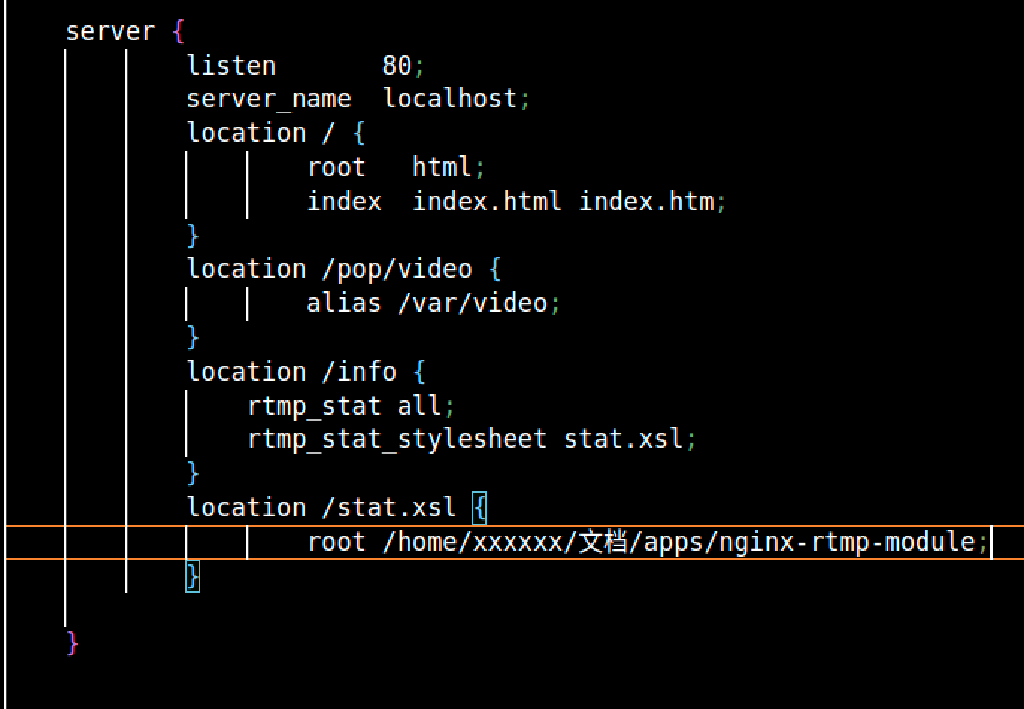 server {
listen 80;
server_name localhost;
location / {
root html;
index index.html index.htm;
}
location /pop/video {
alias /var/video;
}
location /info {
rtmp_stat all;
rtmp_stat_stylesheet stat.xsl;
}
location /stat.xsl {
root /home/xxxxxx/文档/apps/nginx-rtmp-module;
}
}